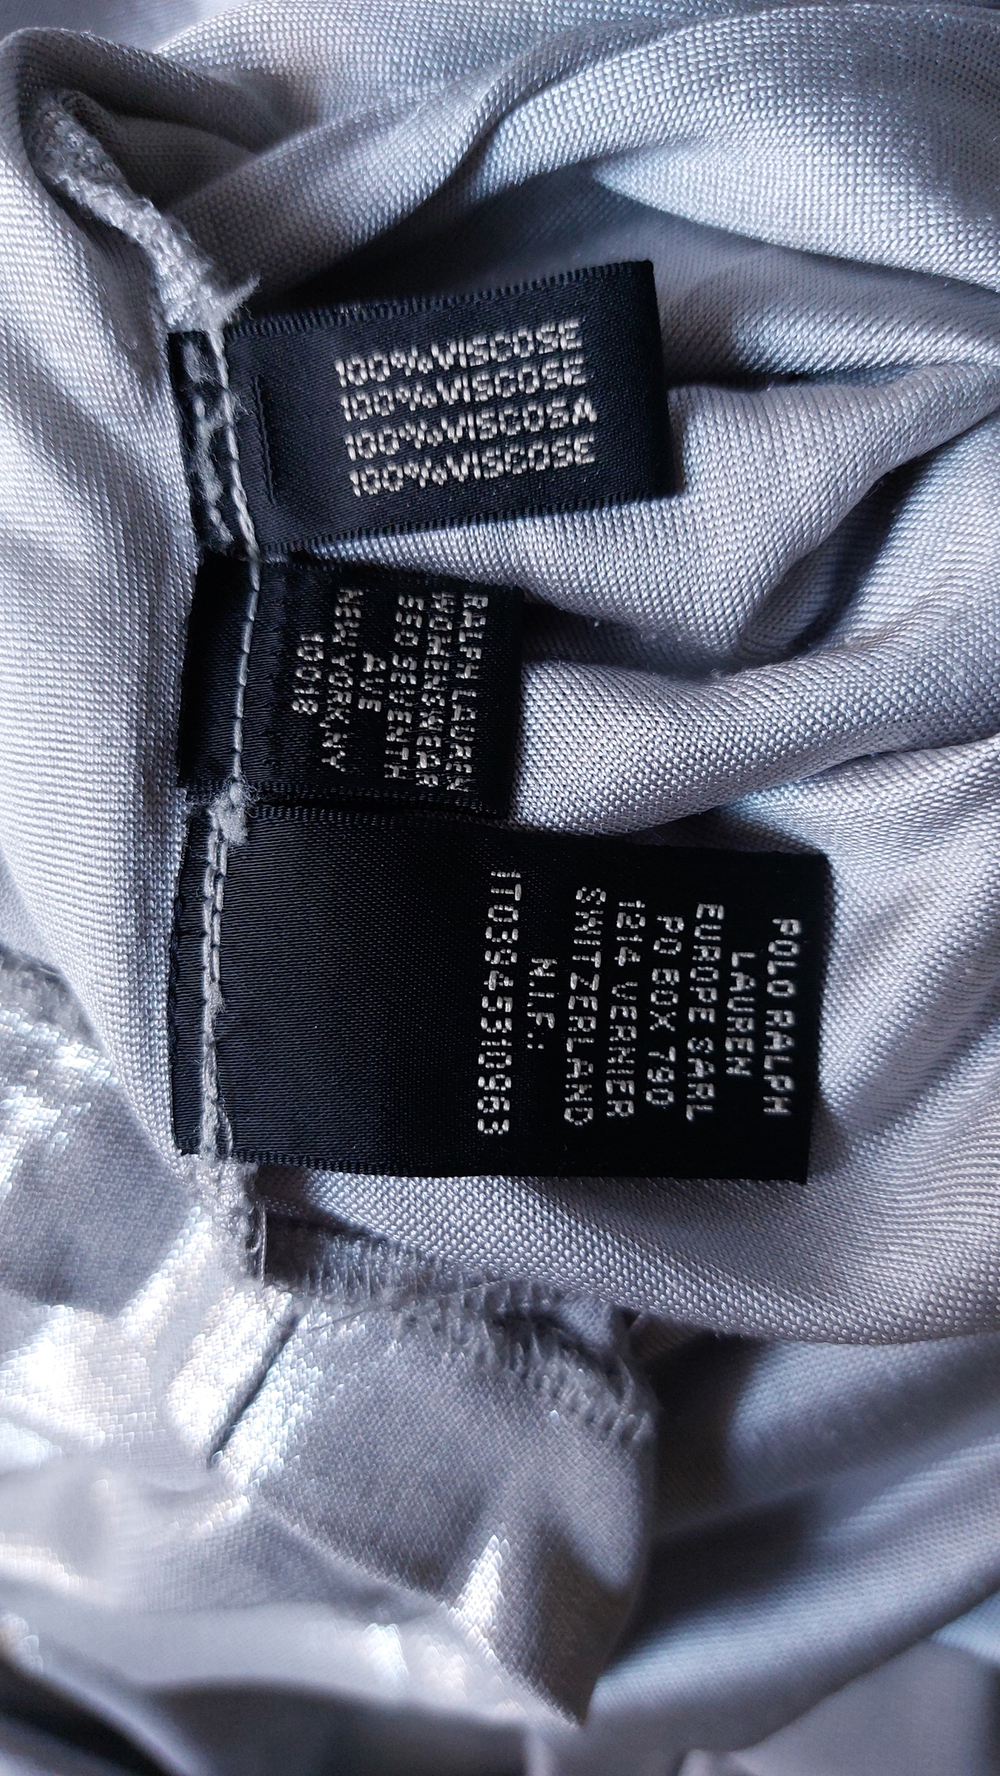 100%VISCOSE
100%VISCOSE
100%VISCOSA
100%VISCOSE
RALPH LAUREN
WOMENSWEAR
550 SEVENTH
AVE
NEW YORK, NY
10018
POLO RALPH
LAUREN
EUROPE SARL
PO BOX 790
1214 VERNIER
SWITZERLAND
N.I.F.:
IT03945310963